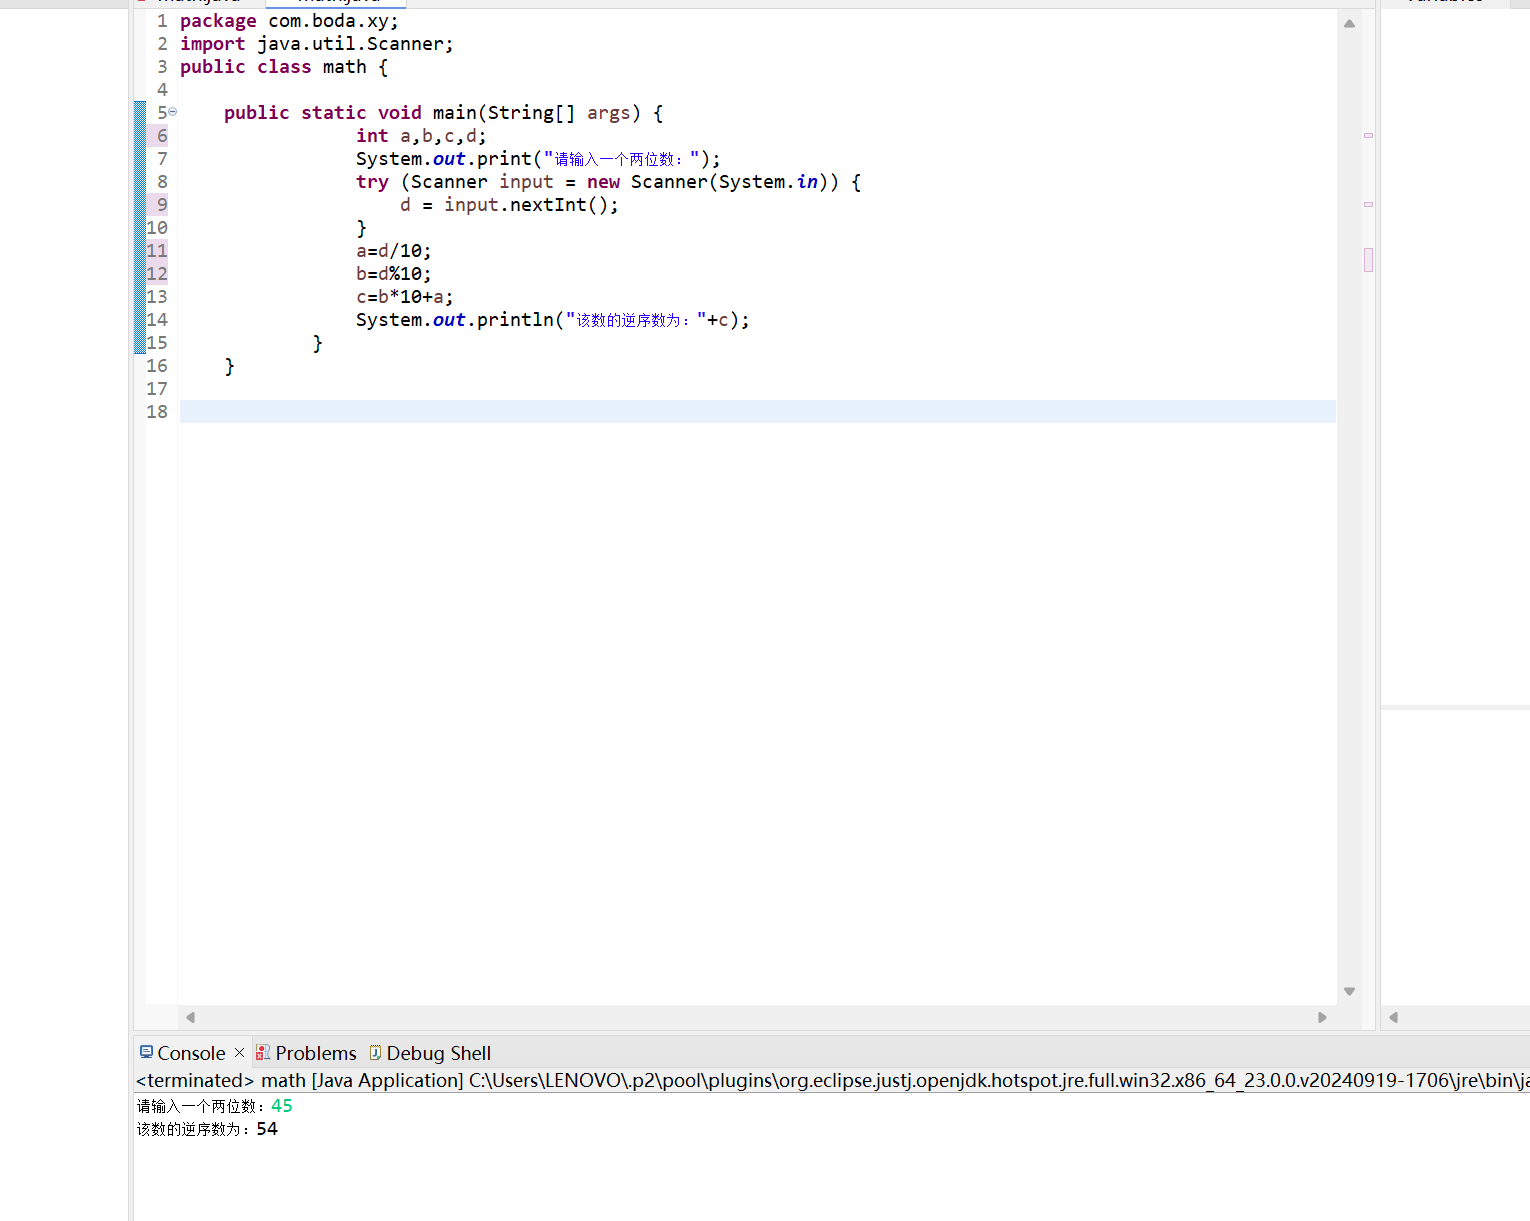 1 package com.boda.xy;
2 import java.util.Scanner;
3 public class math {
4
5 public static void main(String[] args) {
6 int a,b,c,d;
7 System.out.print("请输入一个两位数：");
8 try (Scanner input = new Scanner(System.in)) {
9 d = input.nextInt();
10 }
11 a=d/10;
12 b=d%10;
13 c=b*10+a;
14 System.out.println("该数的逆序数为："+c);
15 }
16 }
17
18
Console Problems Debug Shell
<terminated> math [Java Application] C:\Users\LENOVO\.p2\pool\plugins\org.eclipse.justj.openjdk.hotspot.jre.full.win32.x86_64_23.0.0.v20240919-1706\jre\bin\ja
请输入一个两位数：45
该数的逆序数为：54